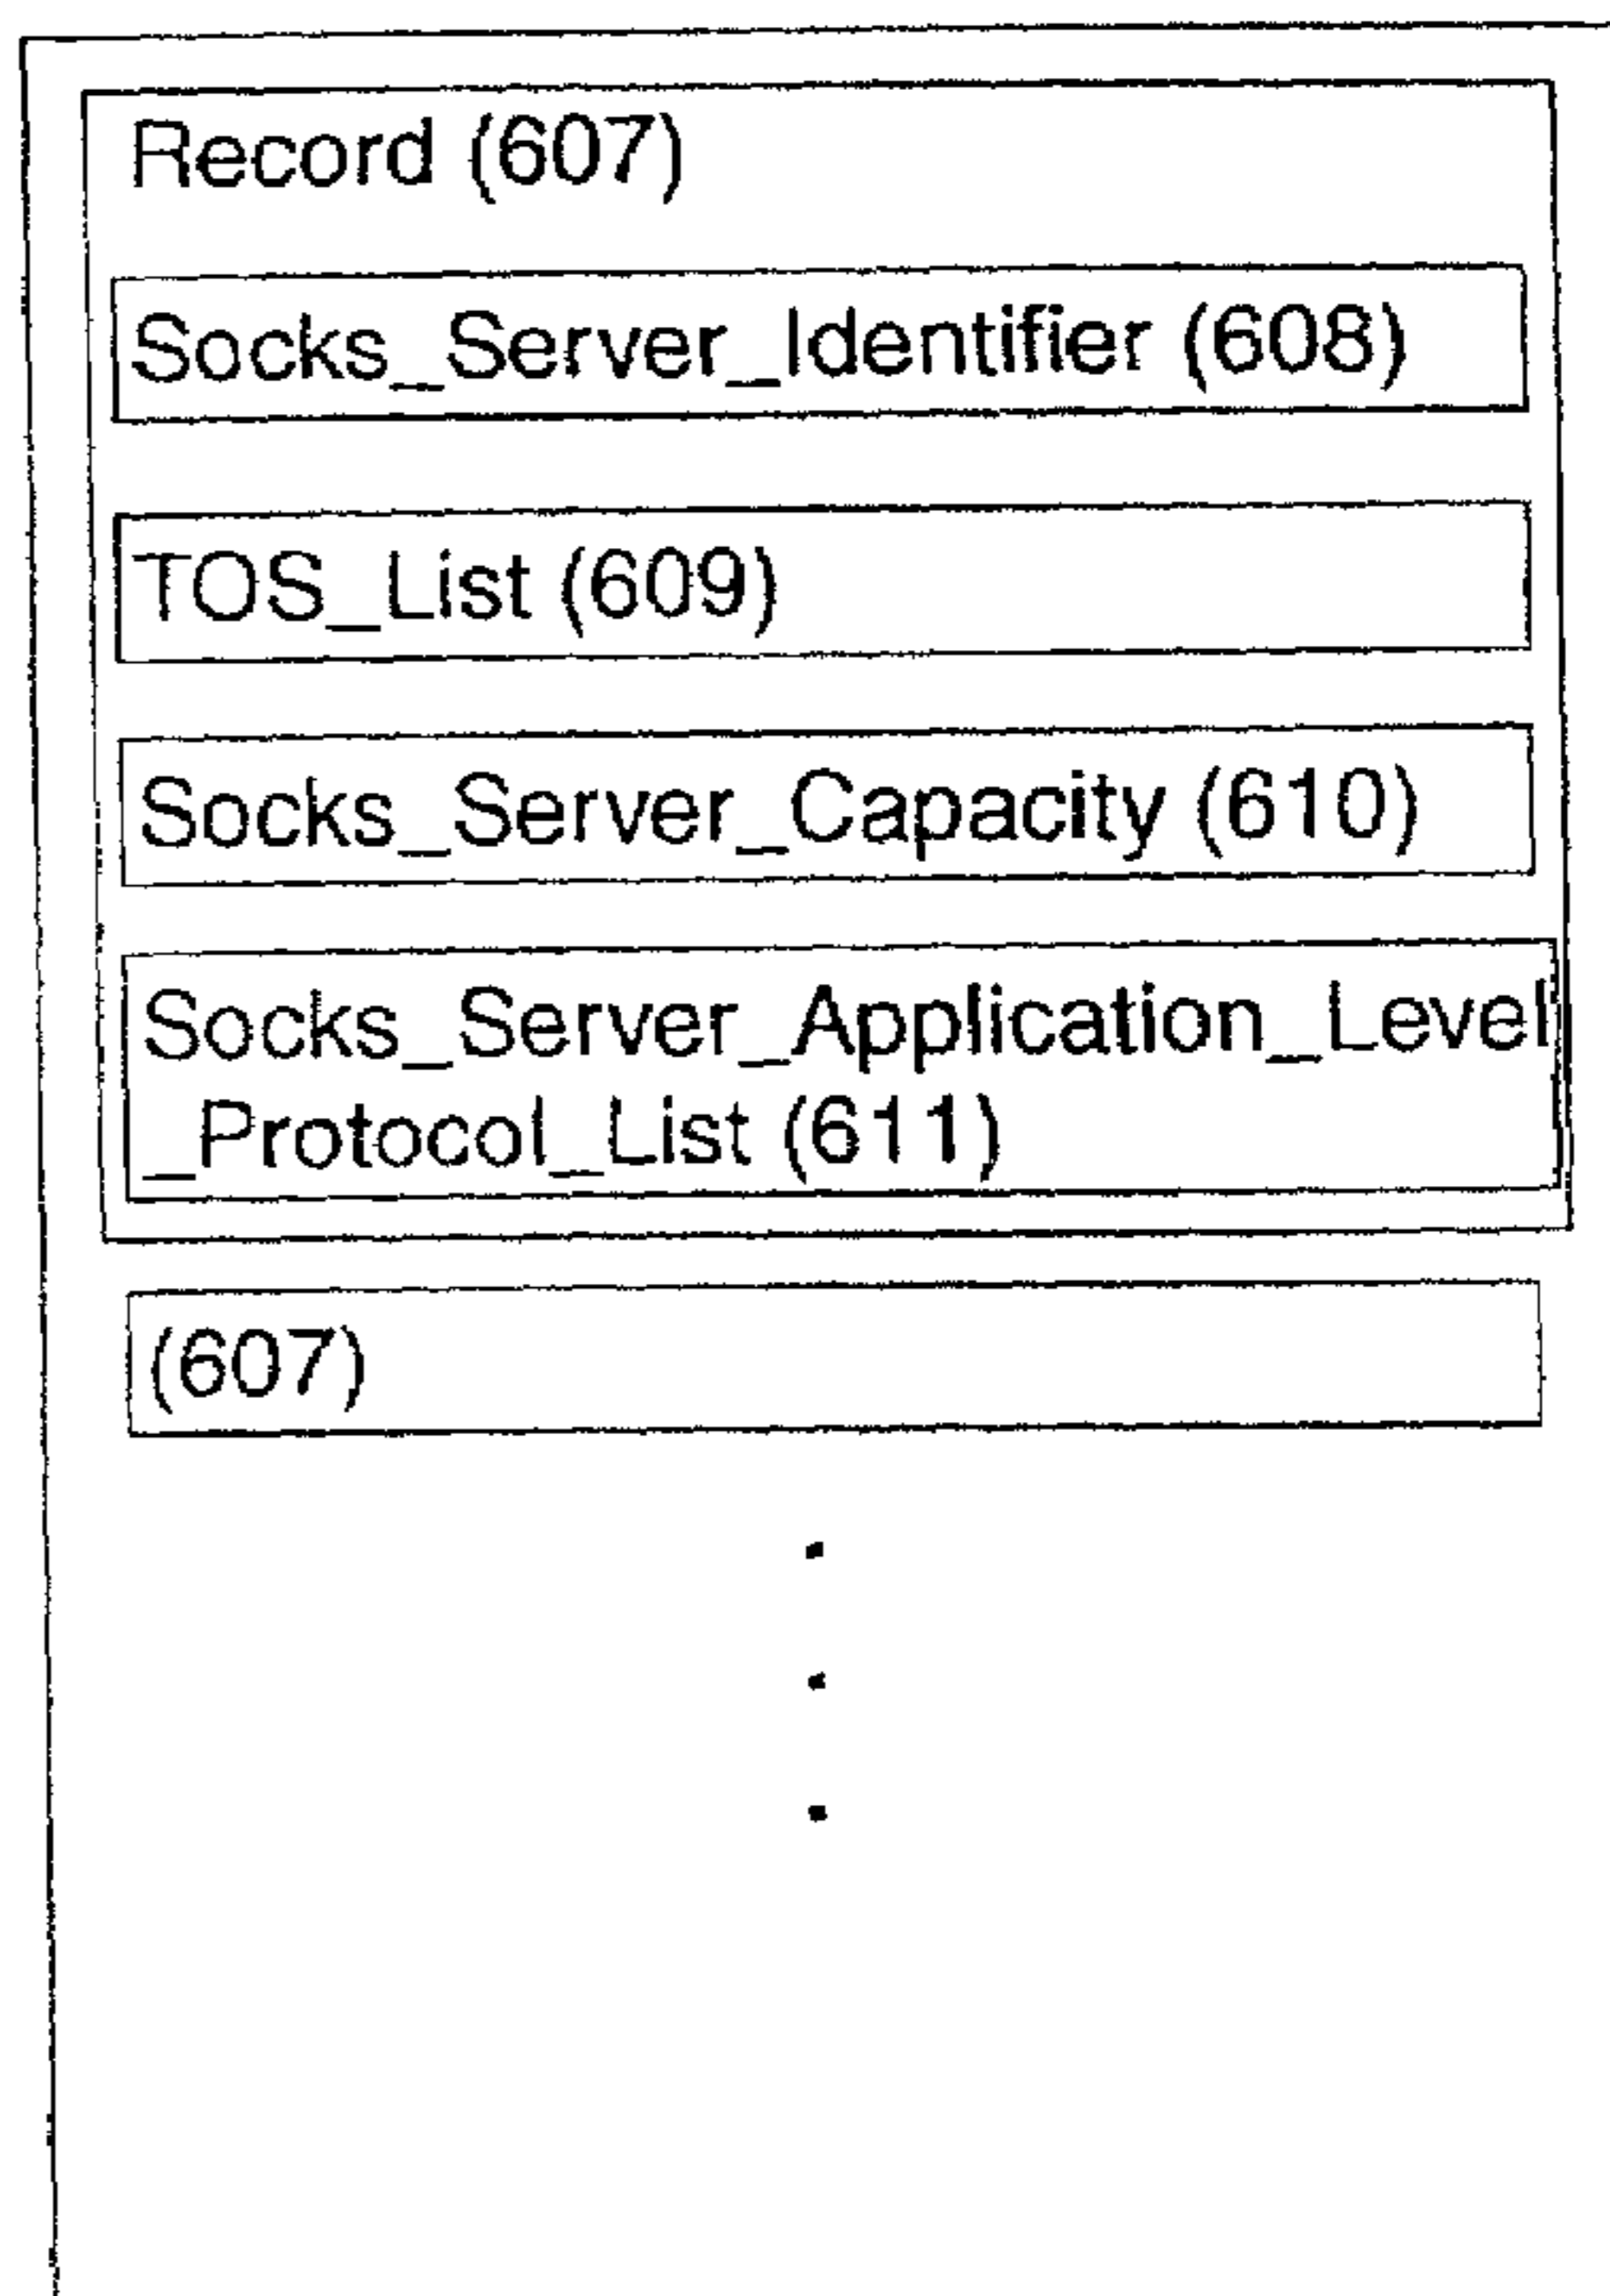 Record (607)
Socks_Server_Identifier (608)
TOS_List (609)
Socks_Server_Capacity (610)
Socks_Server_Application_Level
_Protocol_List (611)
(607)